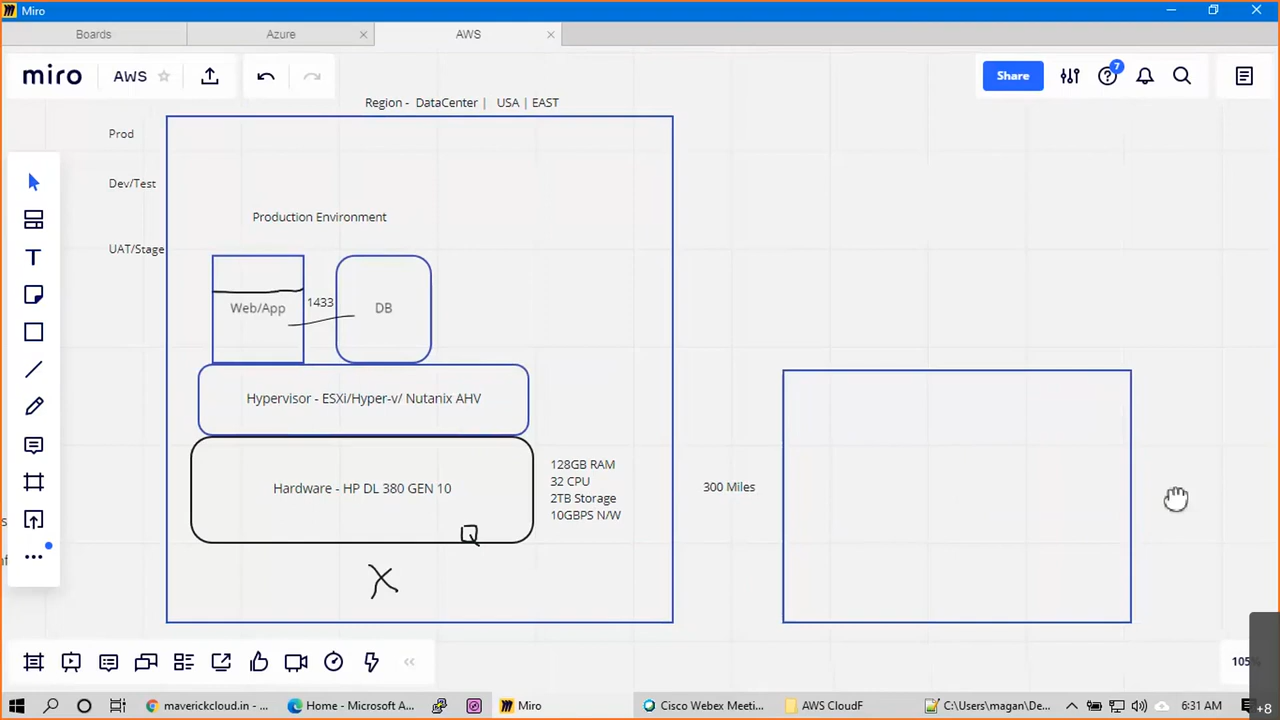 Miro
Boards
Azure
AWS
miro
AWS
Share
7
Region - DataCenter | USA | EAST
Prod
Dev/Test
UAT/Stage
Production Environment
Web/App
1433
DB
Hypervisor - ESXi/Hyper-v/ Nutanix AHV
Hardware - HP DL 380 GEN 10
128GB RAM
32 CPU
2TB Storage
10GBPS N/W
300 Miles
X
T
105%
maverickcloud.in - ...
Home - Microsoft A...
Miro
Cisco Webex Meeti...
AWS CloudF
C:\Users\magan\De...
6:31 AM
+8